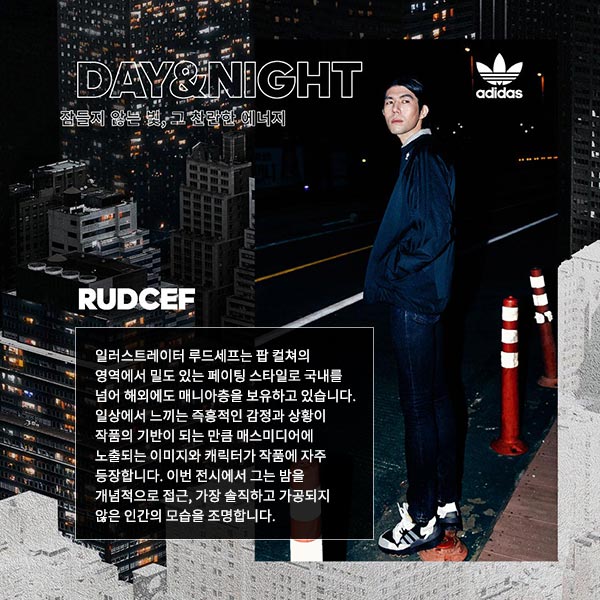 DAY&NIGHT
잠들지 않는 빛, 그 찬란한 에너지
adidas
RUDCEF
일러스트레이터 루드세프는 팝 컬쳐의
영역에서 밀도 있는 페이팅 스타일로 국내를
넘어 해외에도 매니아층을 보유하고 있습니다.
일상에서 느끼는 즉흥적인 감정과 상황이
작품의 기반이 되는 만큼 매스미디어에
노출되는 이미지와 캐릭터가 작품에 자주
등장합니다. 이번 전시에서 그는 밤을
개념적으로 접근, 가장 솔직하고 가공되지
않은 인간의 모습을 조명합니다.